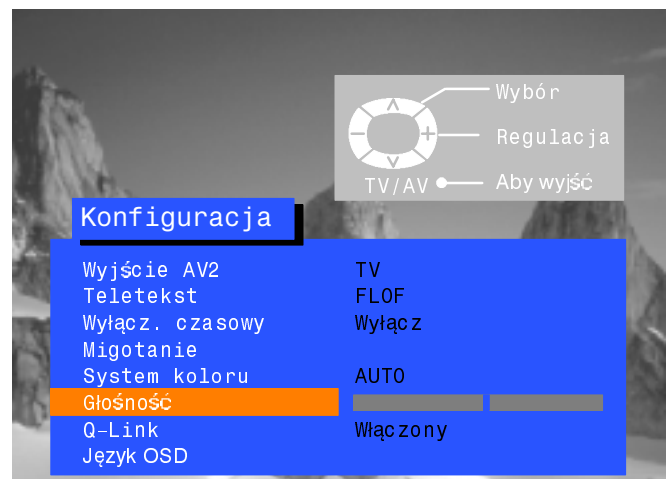 Wybór
Regulacja
TV/AV Aby wyjść
Konfiguracja
Wyjście AV2 TV
Teletekst FLOF
Wyłącz. czasowy Wyłącz
Migotanie
System koloru AUTO
Głośność
Q-Link Włączony
Język OSD